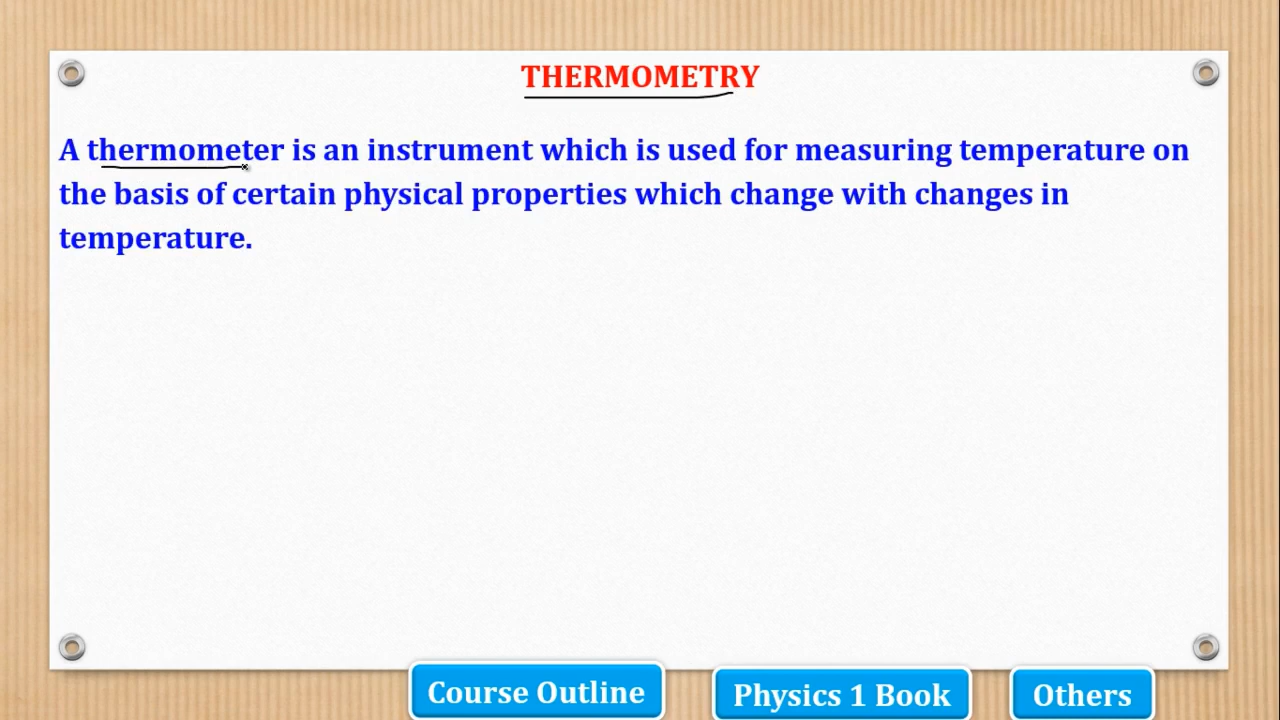 THERMOMETRY
A thermometer is an instrument which is used for measuring temperature on
the basis of certain physical properties which change with changes in
temperature.
Course Outline
Physics 1 Book
Others